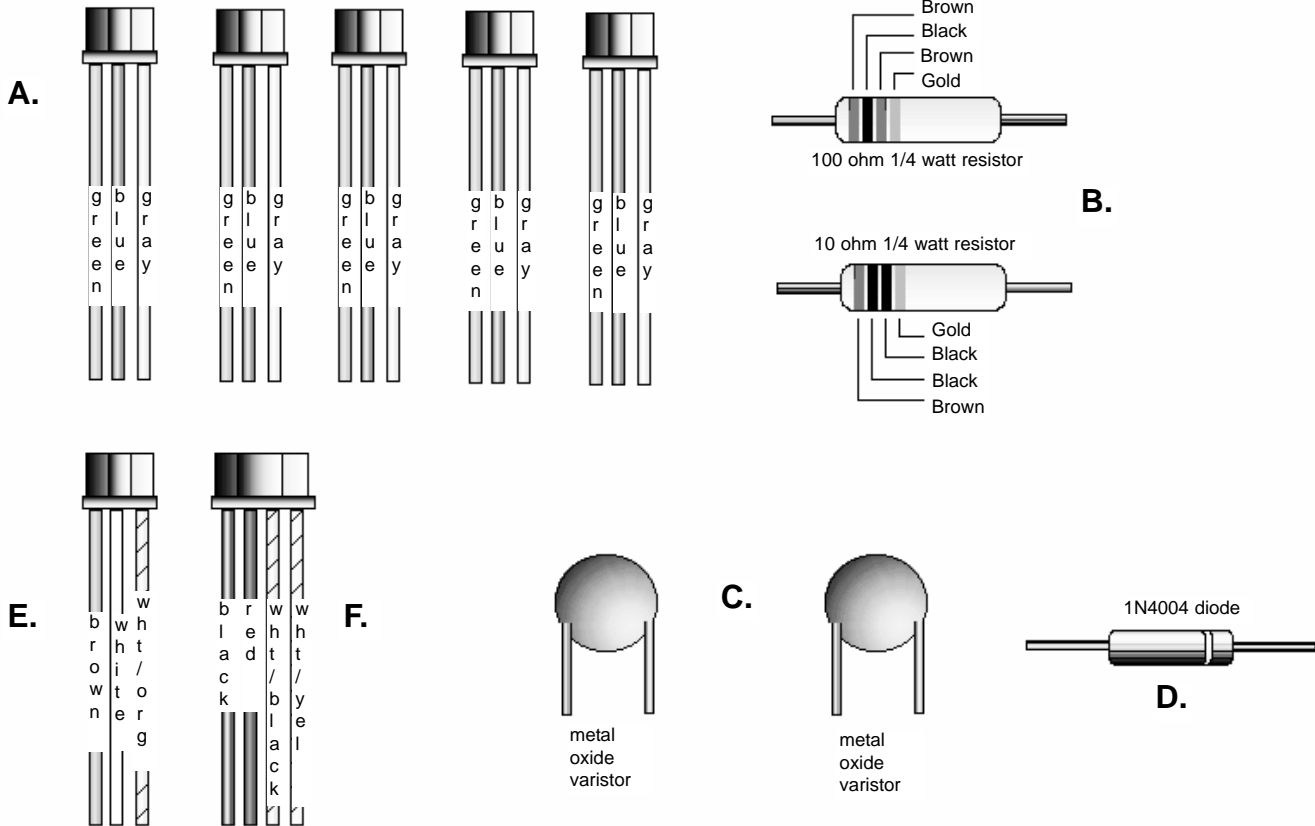 A.
green
blue
gray
green
blue
gray
green
blue
gray
green
blue
gray
green
blue
gray
Brown
Black
Brown
Gold
100 ohm 1/4 watt resistor
B.
10 ohm 1/4 watt resistor
Gold
Black
Black
Brown
E.
brown
white
wht/org
black
red
wht/black
wht/yel
F.
metal
oxide
varistor
C.
metal
oxide
varistor
1N4004 diode
D.